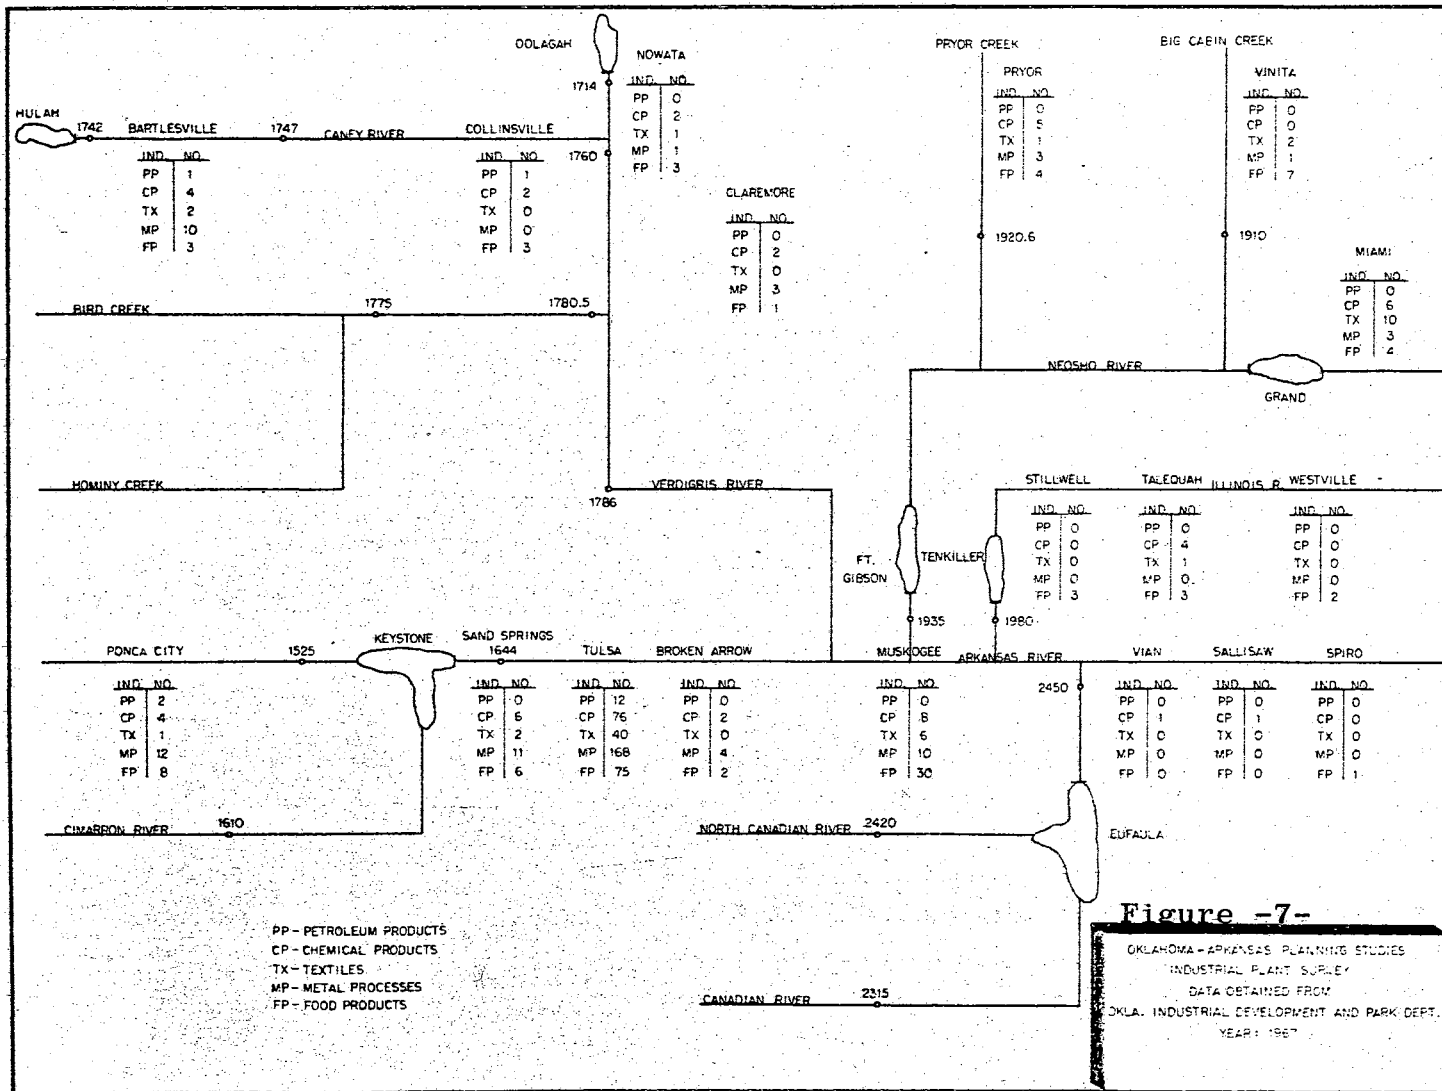 OOLAGAH
NOWATA
IND. NO.
PP 0
CP 2
TX 1
MP 1
FP 3
1714
PRYOR CREEK
PRYOR
IND. NO.
PP 0
CP 5
TX 1
MP 3
FP 4
1920.6
BIG CABIN CREEK
VINITA
IND. NO.
PP 0
CP 0
TX 2
MP 1
FP 7
1910
HULAH
1742
BARTLESVILLE
1747
CANEY RIVER
COLLINSVILLE
1760
IND. NO.
PP 1
CP 4
TX 2
MP 10
FP 3
IND. NO.
PP 1
CP 2
TX 0
MP 0
FP 3
CLAREMORE
IND. NO.
PP 0
CP 2
TX 0
MP 3
FP 1
MIAMI
IND. NO.
PP 0
CP 6
TX 10
MP 3
FP 4
BIRD CREEK
1775
1780.5
NEOSHO RIVER
GRAND
HOMINY CREEK
1786
VERDIGRIS RIVER
STILLWELL
TALEQUAH
ILLINOIS R.
WESTVILLE
IND. NO.
PP 0
CP 0
TX 0
MP 0
FP 3
IND. NO.
PP 0
CP 4
TX 1
MP 0
FP 3
IND. NO.
PP 0
CP 0
TX 0
MP 0
FP 2
FT.
GIBSON
TENKILLER
1935
1980
PONCA CITY
1525
KEYSTONE
SAND SPRINGS
1644
TULSA
BROKEN ARROW
MUSKOGEE
ARKANSAS RIVER
VIAN
SALLISAW
SPIRO
IND. NO.
PP 2
CP 4
TX 1
MP 12
FP 8
IND. NO.
PP 0
CP 6
TX 2
MP 11
FP 6
IND. NO.
PP 12
CP 76
TX 40
MP 168
FP 75
IND. NO.
PP 0
CP 2
TX 0
MP 4
FP 2
IND. NO.
PP 0
CP 8
TX 6
MP 10
FP 30
2450
IND. NO.
PP 0
CP 1
TX 0
MP 0
FP 0
IND. NO.
PP 0
CP 1
TX 0
MP 0
FP 0
IND. NO.
PP 0
CP 0
TX 0
MP 0
FP 1
CIMARRON RIVER
1610
NORTH CANADIAN RIVER
2420
EUFAULA
PP - PETROLEUM PRODUCTS
CP - CHEMICAL PRODUCTS
TX - TEXTILES
MP - METAL PROCESSES
FP - FOOD PRODUCTS
CANADIAN RIVER
2315
Figure -7-
OKLAHOMA - ARKANSAS PLANNING STUDIES
INDUSTRIAL PLANT SURVEY
DATA OBTAINED FROM
OKLA. INDUSTRIAL DEVELOPMENT AND PARK DEPT.
YEAR: 1967